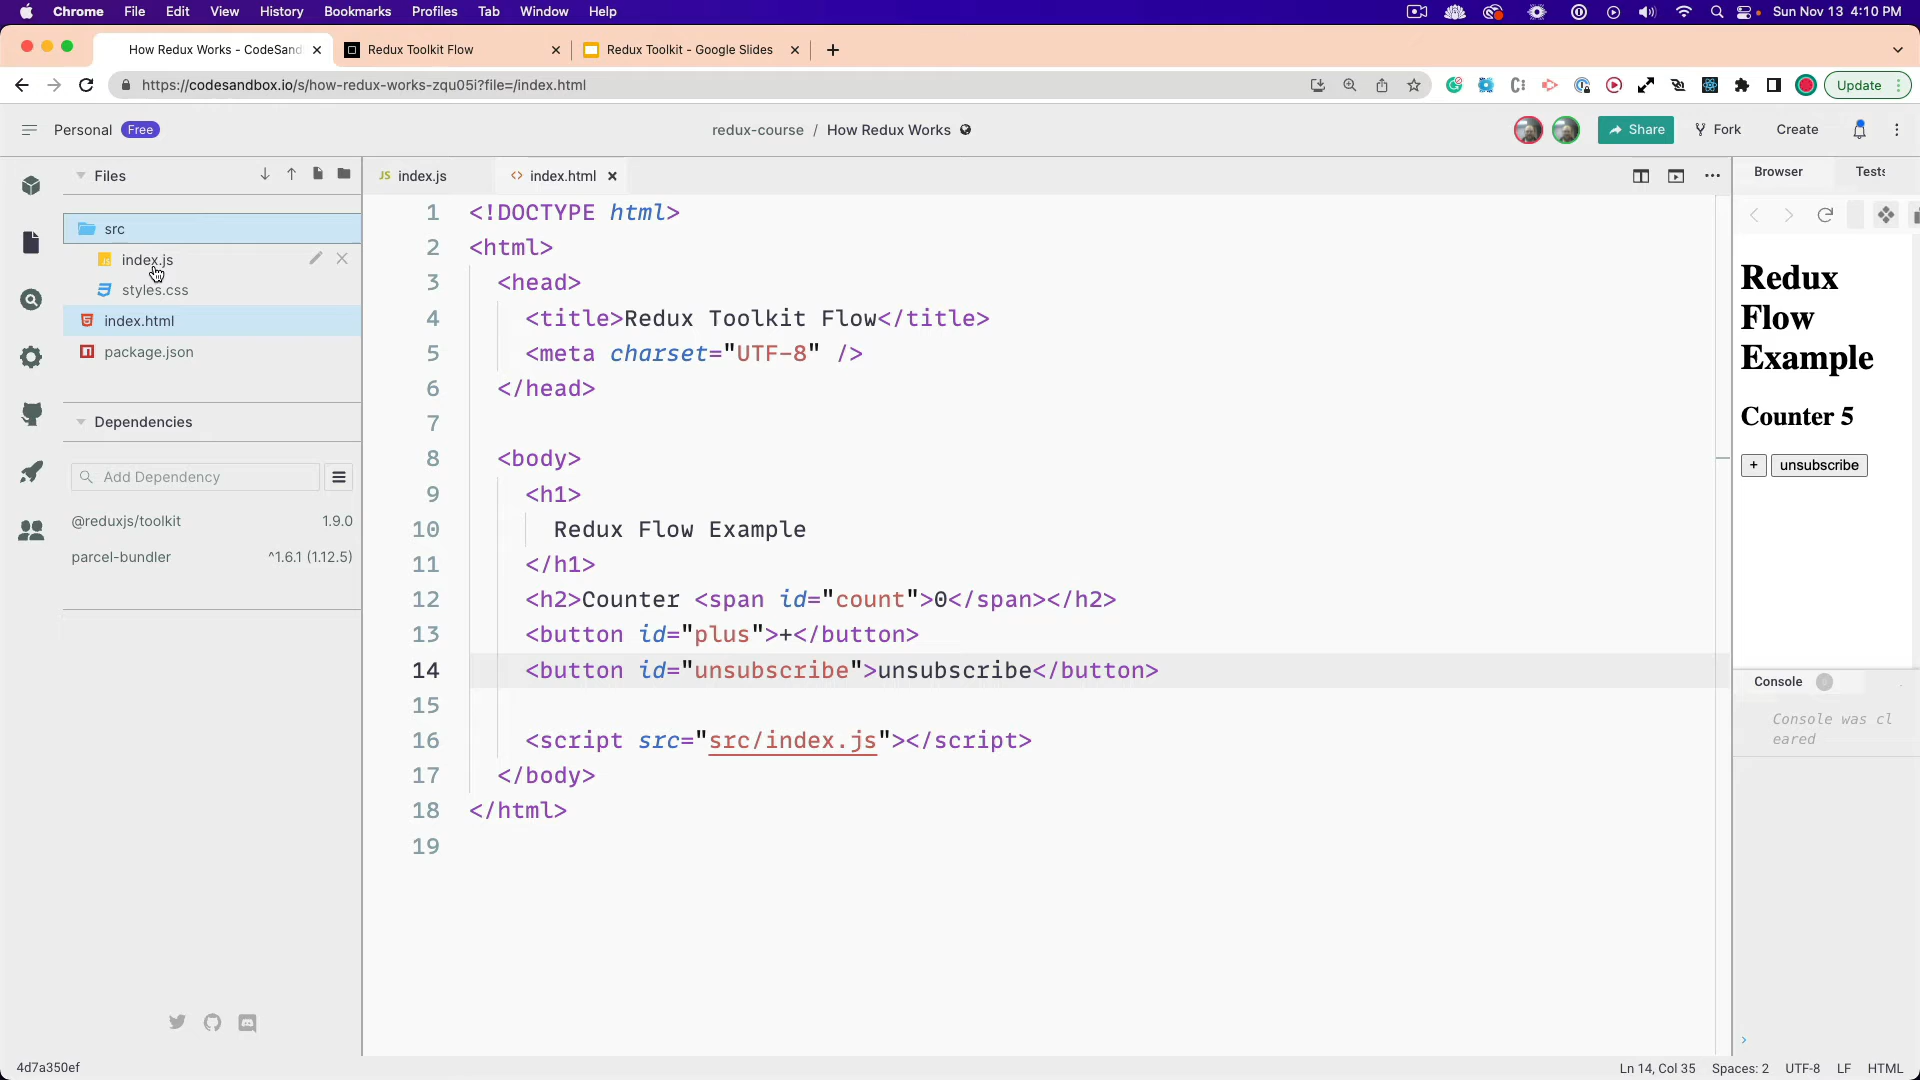 Chrome File Edit View History Bookmarks Profiles Tab Window Help Sun Nov 13 4:10 PM
How Redux Works - CodeSand Redux Toolkit Flow Redux Toolkit - Google Slides
https://codesandbox.io/s/how-redux-works-zqu05i?file=/index.html Update
Personal Free redux-course / How Redux Works Share Fork Create
Files JS index.js <> index.html Browser Tests
src
index.js
styles.css
index.html
package.json
Dependencies
Add Dependency
@reduxjs/toolkit 1.9.0
parcel-bundler ^1.6.1 (1.12.5)
1 <!DOCTYPE html>
2 <html>
3 <head>
4 <title>Redux Toolkit Flow</title>
5 <meta charset="UTF-8" />
6 </head>
7
8 <body>
9 <h1>
10 Redux Flow Example
11 </h1>
12 <h2>Counter <span id="count">0</span></h2>
13 <button id="plus">+</button>
14 <button id="unsubscribe">unsubscribe</button>
15
16 <script src="src/index.js"></script>
17 </body>
18 </html>
19
Redux
Flow
Example
Counter 5
+ unsubscribe
Console 0
Console was cl
eared
4d7a350ef Ln 14, Col 35 Spaces: 2 UTF-8 LF HTML